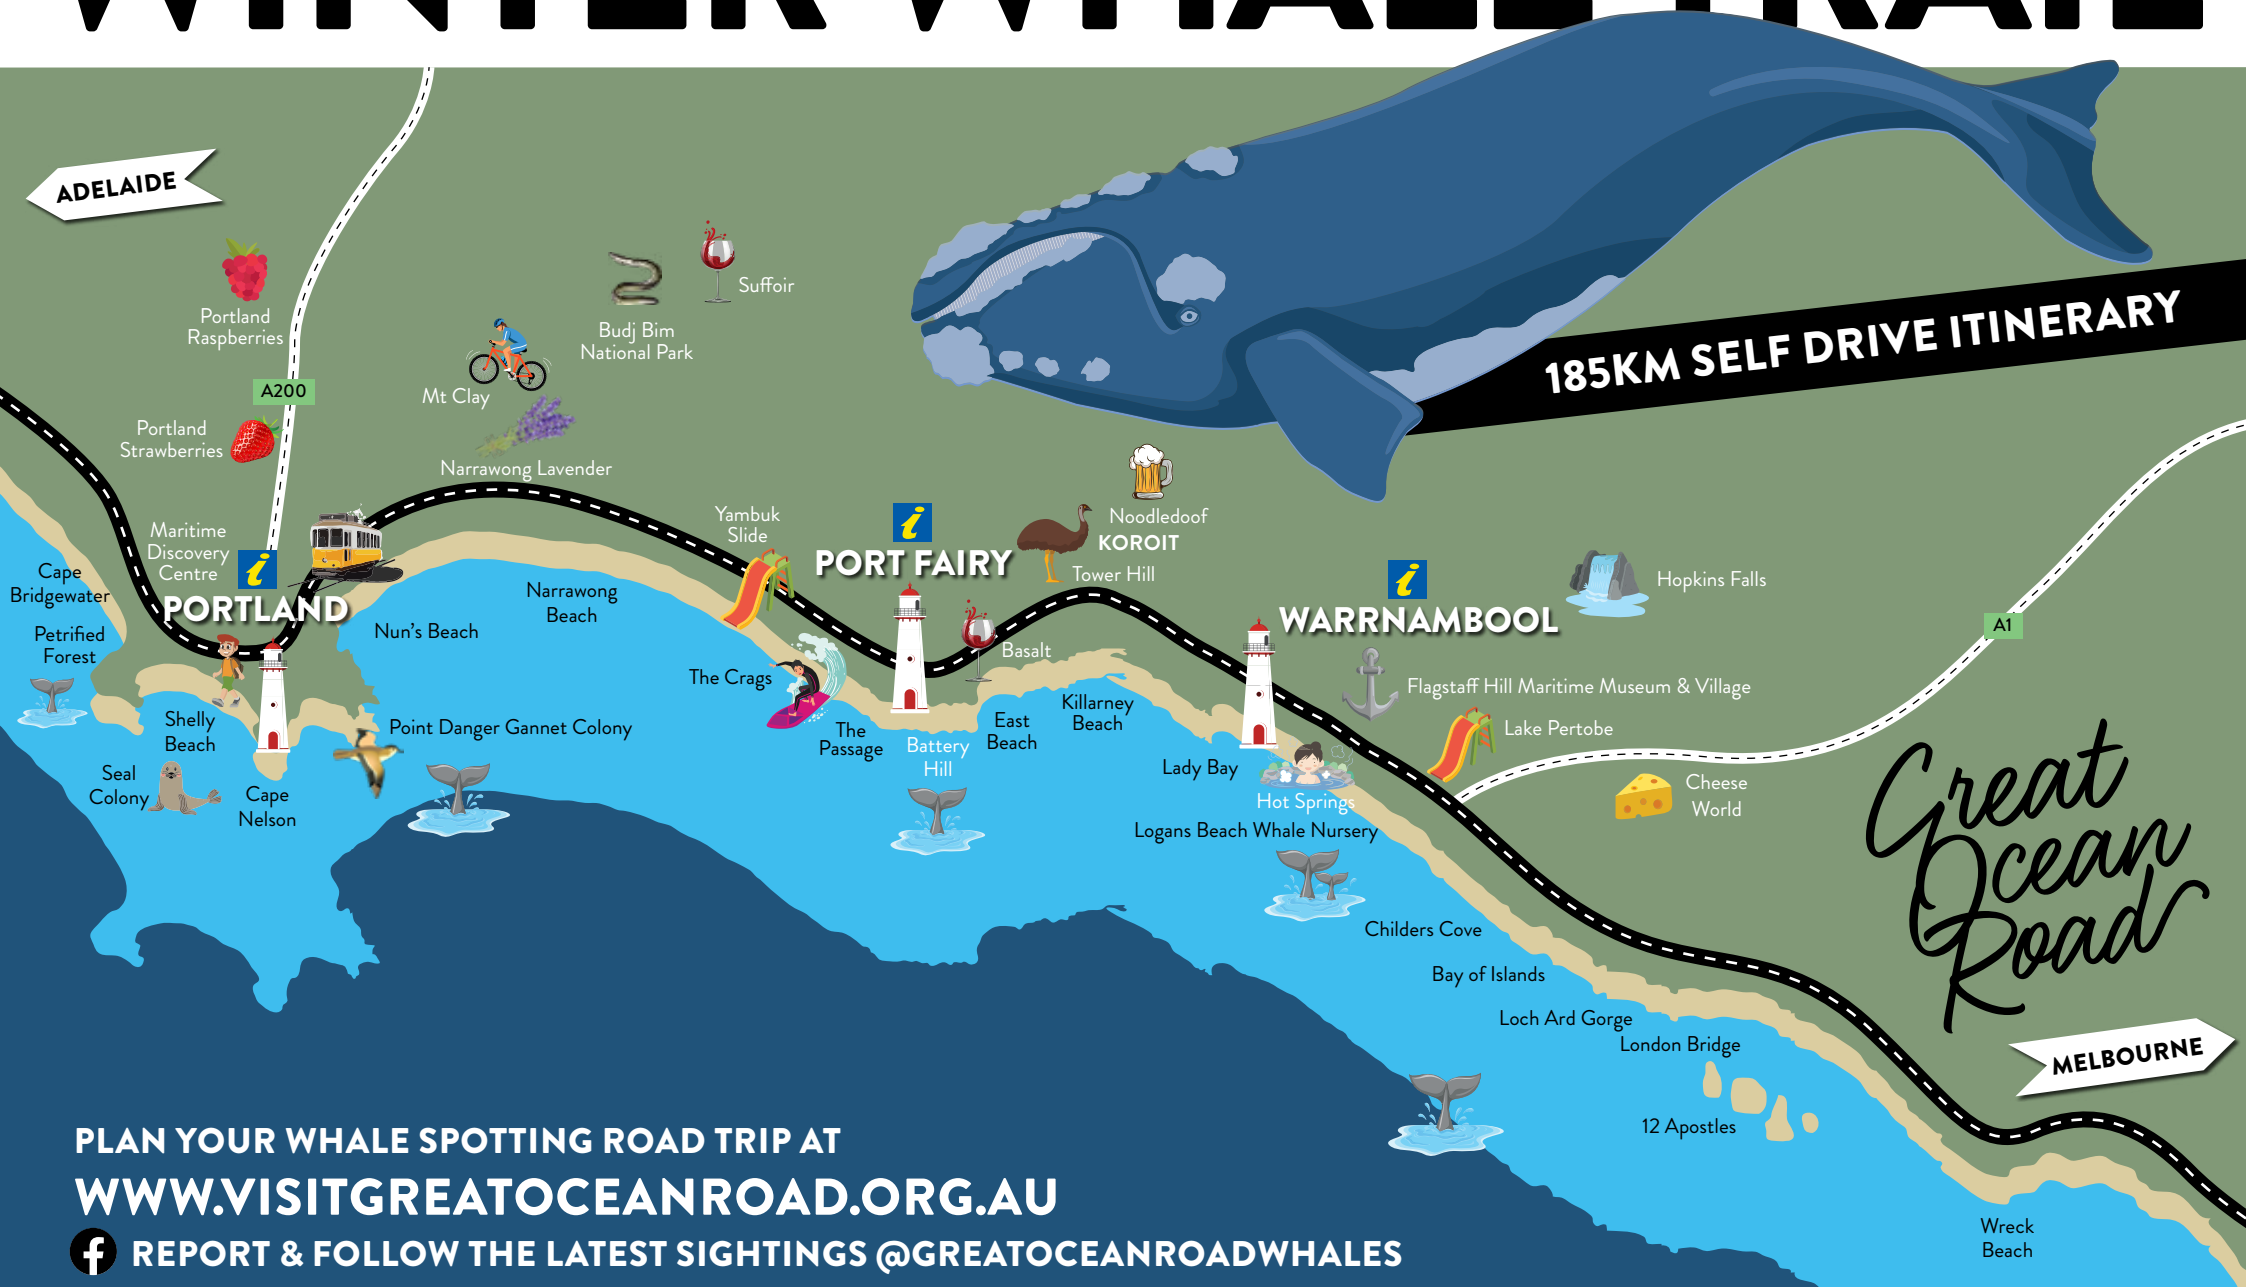 WINTER WHALE TRAIL
ADELAIDE
Portland
Raspberries
A200
Portland
Strawberries
Suffoir
Budj Bim
National Park
Mt Clay
Narrawong Lavender
185KM SELF DRIVE ITINERARY
Maritime
Discovery
Centre
i
PORTLAND
Cape
Bridgewater
Petrified
Forest
Shelly
Beach
Seal
Colony
Cape
Nelson
Nun's Beach
Point Danger Gannet Colony
Narrawong
Beach
Yambuk
Slide
i
PORT FAIRY
Noodledoof
KOROIT
Tower Hill
Basalt
The Crags
The
Passage
Battery
Hill
East
Beach
Killarney
Beach
i
WARRNAMBOOL
Hopkins Falls
A1
Flagstaff Hill Maritime Museum & Village
Lake Pertobe
Cheese
World
Lady Bay
Hot Springs
Logans Beach Whale Nursery
Childers Cove
Bay of Islands
Loch Ard Gorge
London Bridge
12 Apostles
Wreck
Beach
Great
Ocean
Road
MELBOURNE
PLAN YOUR WHALE SPOTTING ROAD TRIP AT
WWW.VISITGREATOCEANROAD.ORG.AU
f REPORT & FOLLOW THE LATEST SIGHTINGS @GREATOCEANROADWHALES